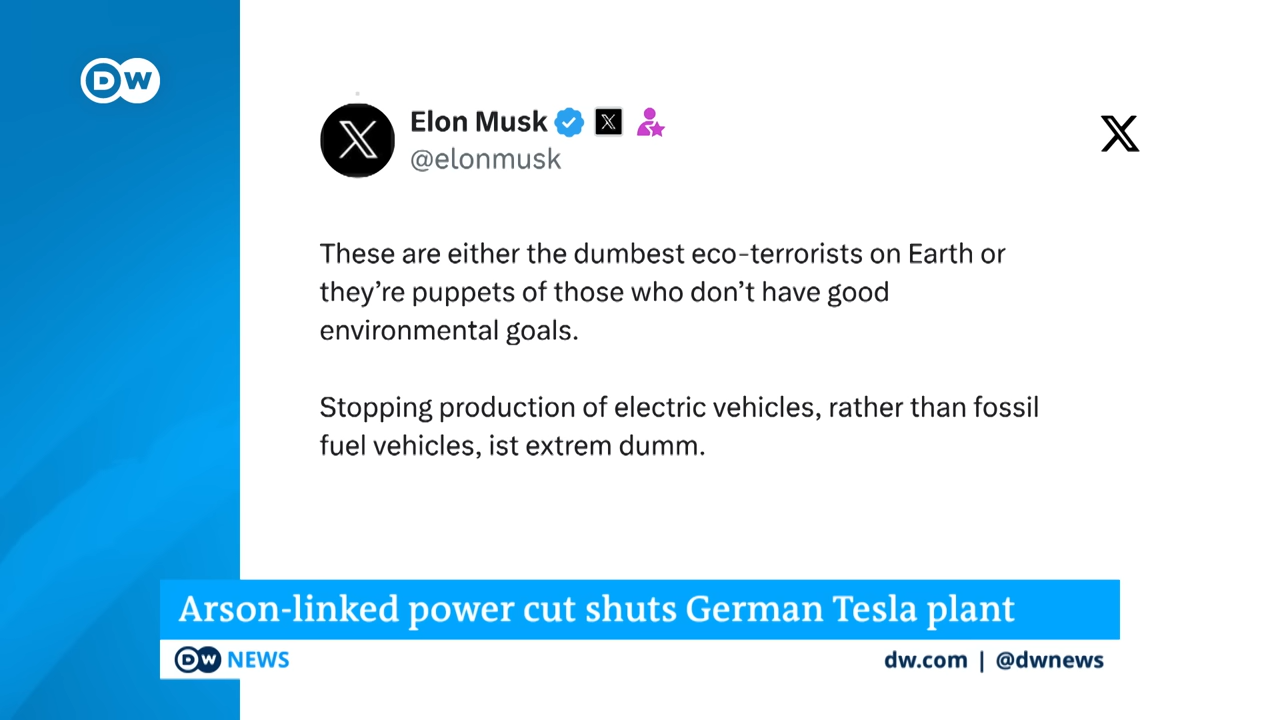 DW
Elon Musk
@elonmusk
These are either the dumbest eco-terrorists on Earth or
they’re puppets of those who don’t have good
environmental goals.
Stopping production of electric vehicles, rather than fossil
fuel vehicles, ist extrem dumm.
Arson-linked power cut shuts German Tesla plant
DW NEWS
dw.com | @dwnews